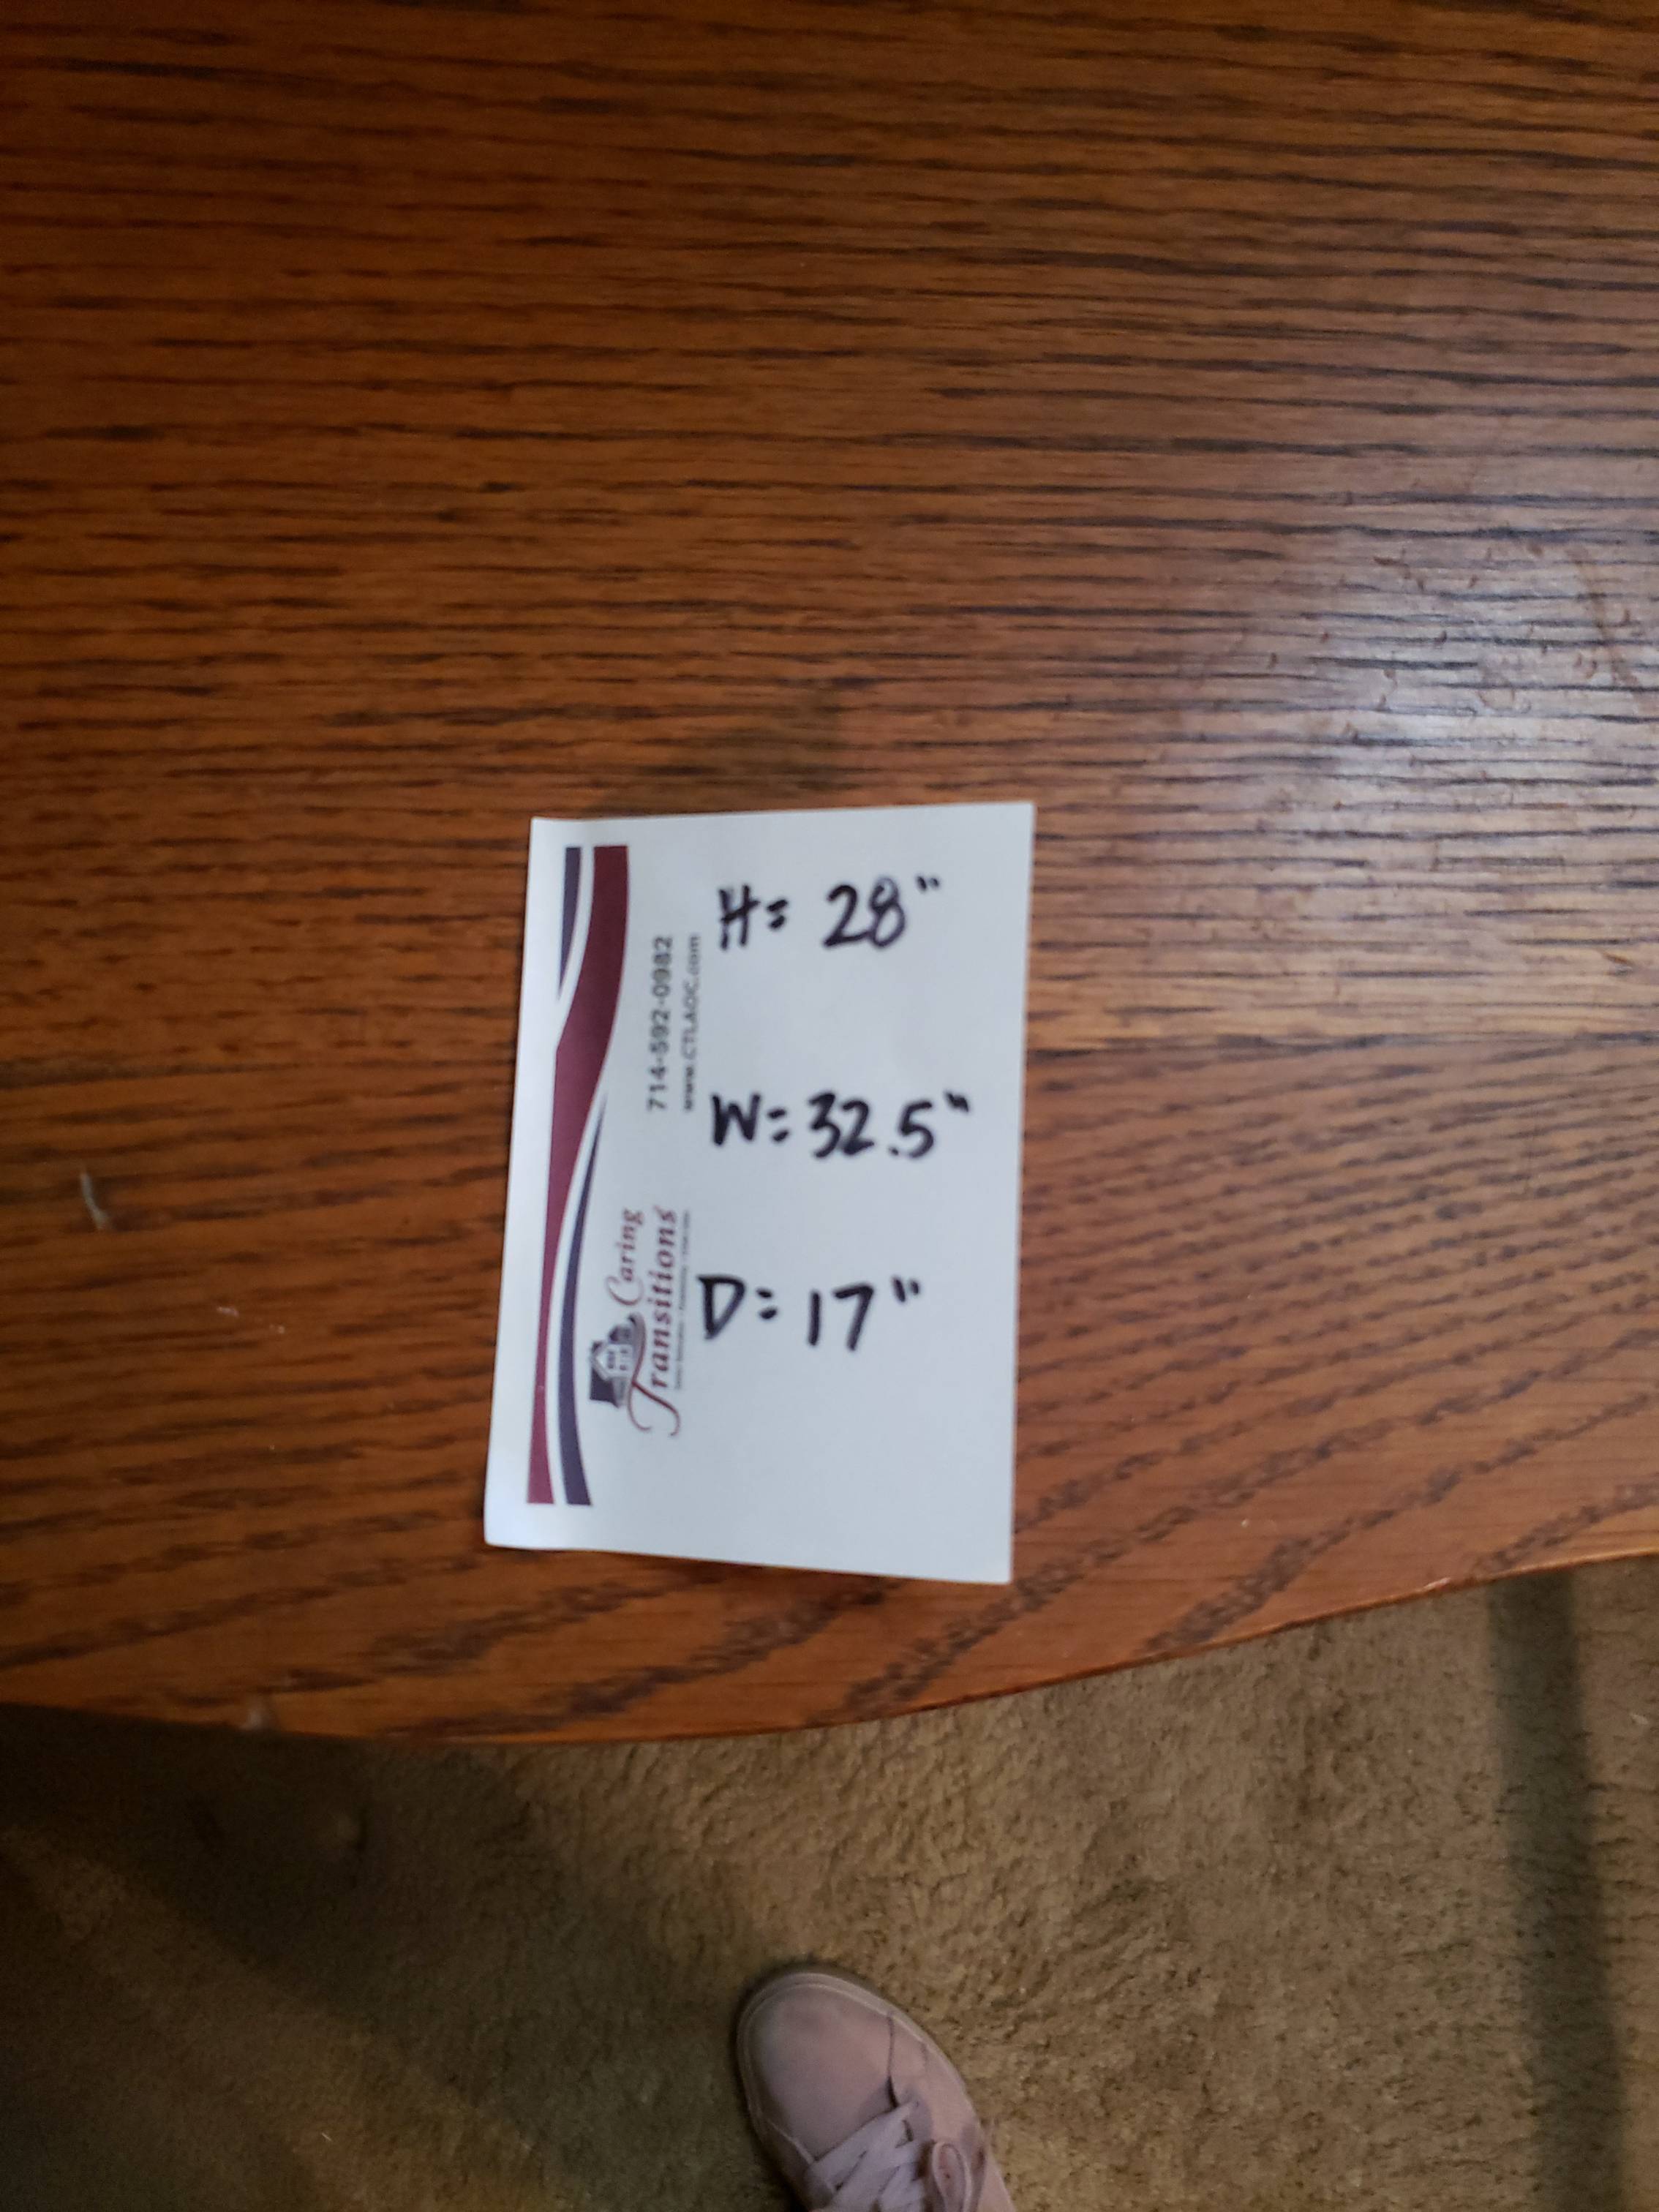 Caring
Transitions
714-592-0982
www.CTLAOC.com
H= 28"
W= 32.5"
D= 17"